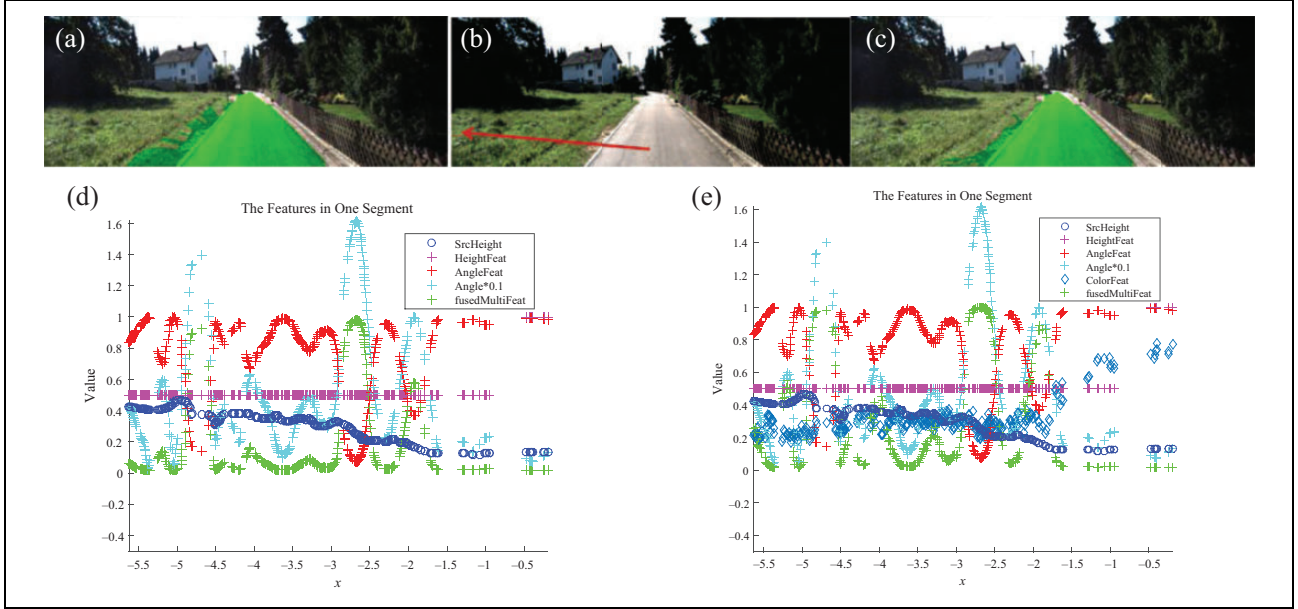 (a)
(b)
(c)
(d)
The Features in One Segment
SrcHeight
HeightFeat
AngleFeat
Angle*0.1
fusedMultiFeat
1.6
1.4
1.2
1
0.8
0.6
0.4
0.2
0
–0.2
–0.4
Value
–5.5 –5 –4.5 –4 –3.5 –3 –2.5 –2 –1.5 –1 –0.5
x
(e)
The Features in One Segment
SrcHeight
HeightFeat
AngleFeat
Angle*0.1
ColorFeat
fusedMultiFeat
1.6
1.4
1.2
1
0.8
0.6
0.4
0.2
0
–0.2
–0.4
Value
–5.5 –5 –4.5 –4 –3.5 –3 –2.5 –2 –1.5 –1 –0.5
x